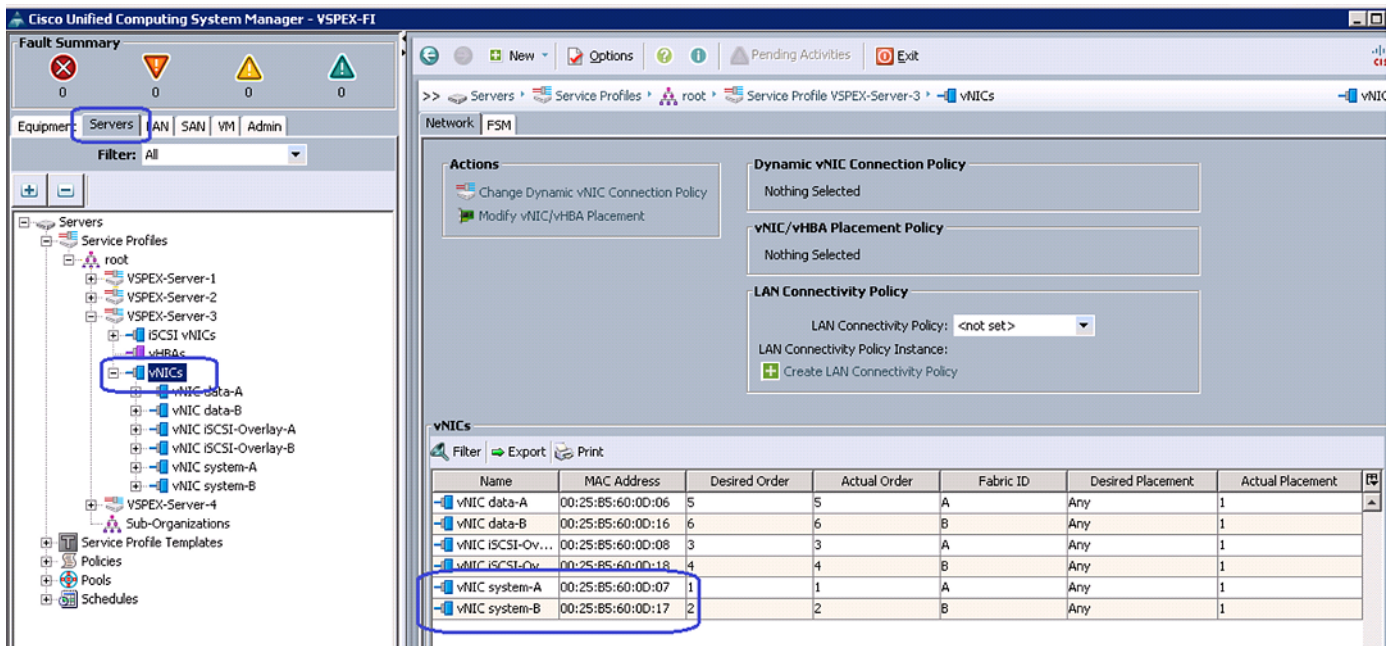 Cisco Unified Computing System Manager - VSPEX-FI
Fault Summary
0 0 0 0
Equipment Servers LAN SAN VM Admin
Filter: All
Servers
Service Profiles
root
VSPEX-Server-1
VSPEX-Server-2
VSPEX-Server-3
iSCSI vNICs
vHBAs
vNICs
vNIC data-A
vNIC data-B
vNIC iSCSI-Overlay-A
vNIC iSCSI-Overlay-B
vNIC system-A
vNIC system-B
VSPEX-Server-4
Sub-Organizations
Service Profile Templates
Policies
Pools
Schedules
New Options Pending Activities Exit
>> Servers Service Profiles root Service Profile VSPEX-Server-3 vNICs vNIC
Network FSM
Actions
Change Dynamic vNIC Connection Policy
Modify vNIC/vHBA Placement
Dynamic vNIC Connection Policy
Nothing Selected
vNIC/vHBA Placement Policy
Nothing Selected
LAN Connectivity Policy
LAN Connectivity Policy: <not set>
LAN Connectivity Policy Instance:
Create LAN Connectivity Policy
vNICs
Filter Export Print
Name MAC Address Desired Order Actual Order Fabric ID Desired Placement Actual Placement
vNIC data-A 00:25:B5:60:0D:06 5 5 A Any 1
vNIC data-B 00:25:B5:60:0D:16 6 6 B Any 1
vNIC iSCSI-Ov... 00:25:B5:60:0D:08 3 3 A Any 1
vNIC iSCSI-Ov... 00:25:B5:60:0D:18 4 4 B Any 1
vNIC system-A 00:25:B5:60:0D:07 1 1 A Any 1
vNIC system-B 00:25:B5:60:0D:17 2 2 B Any 1